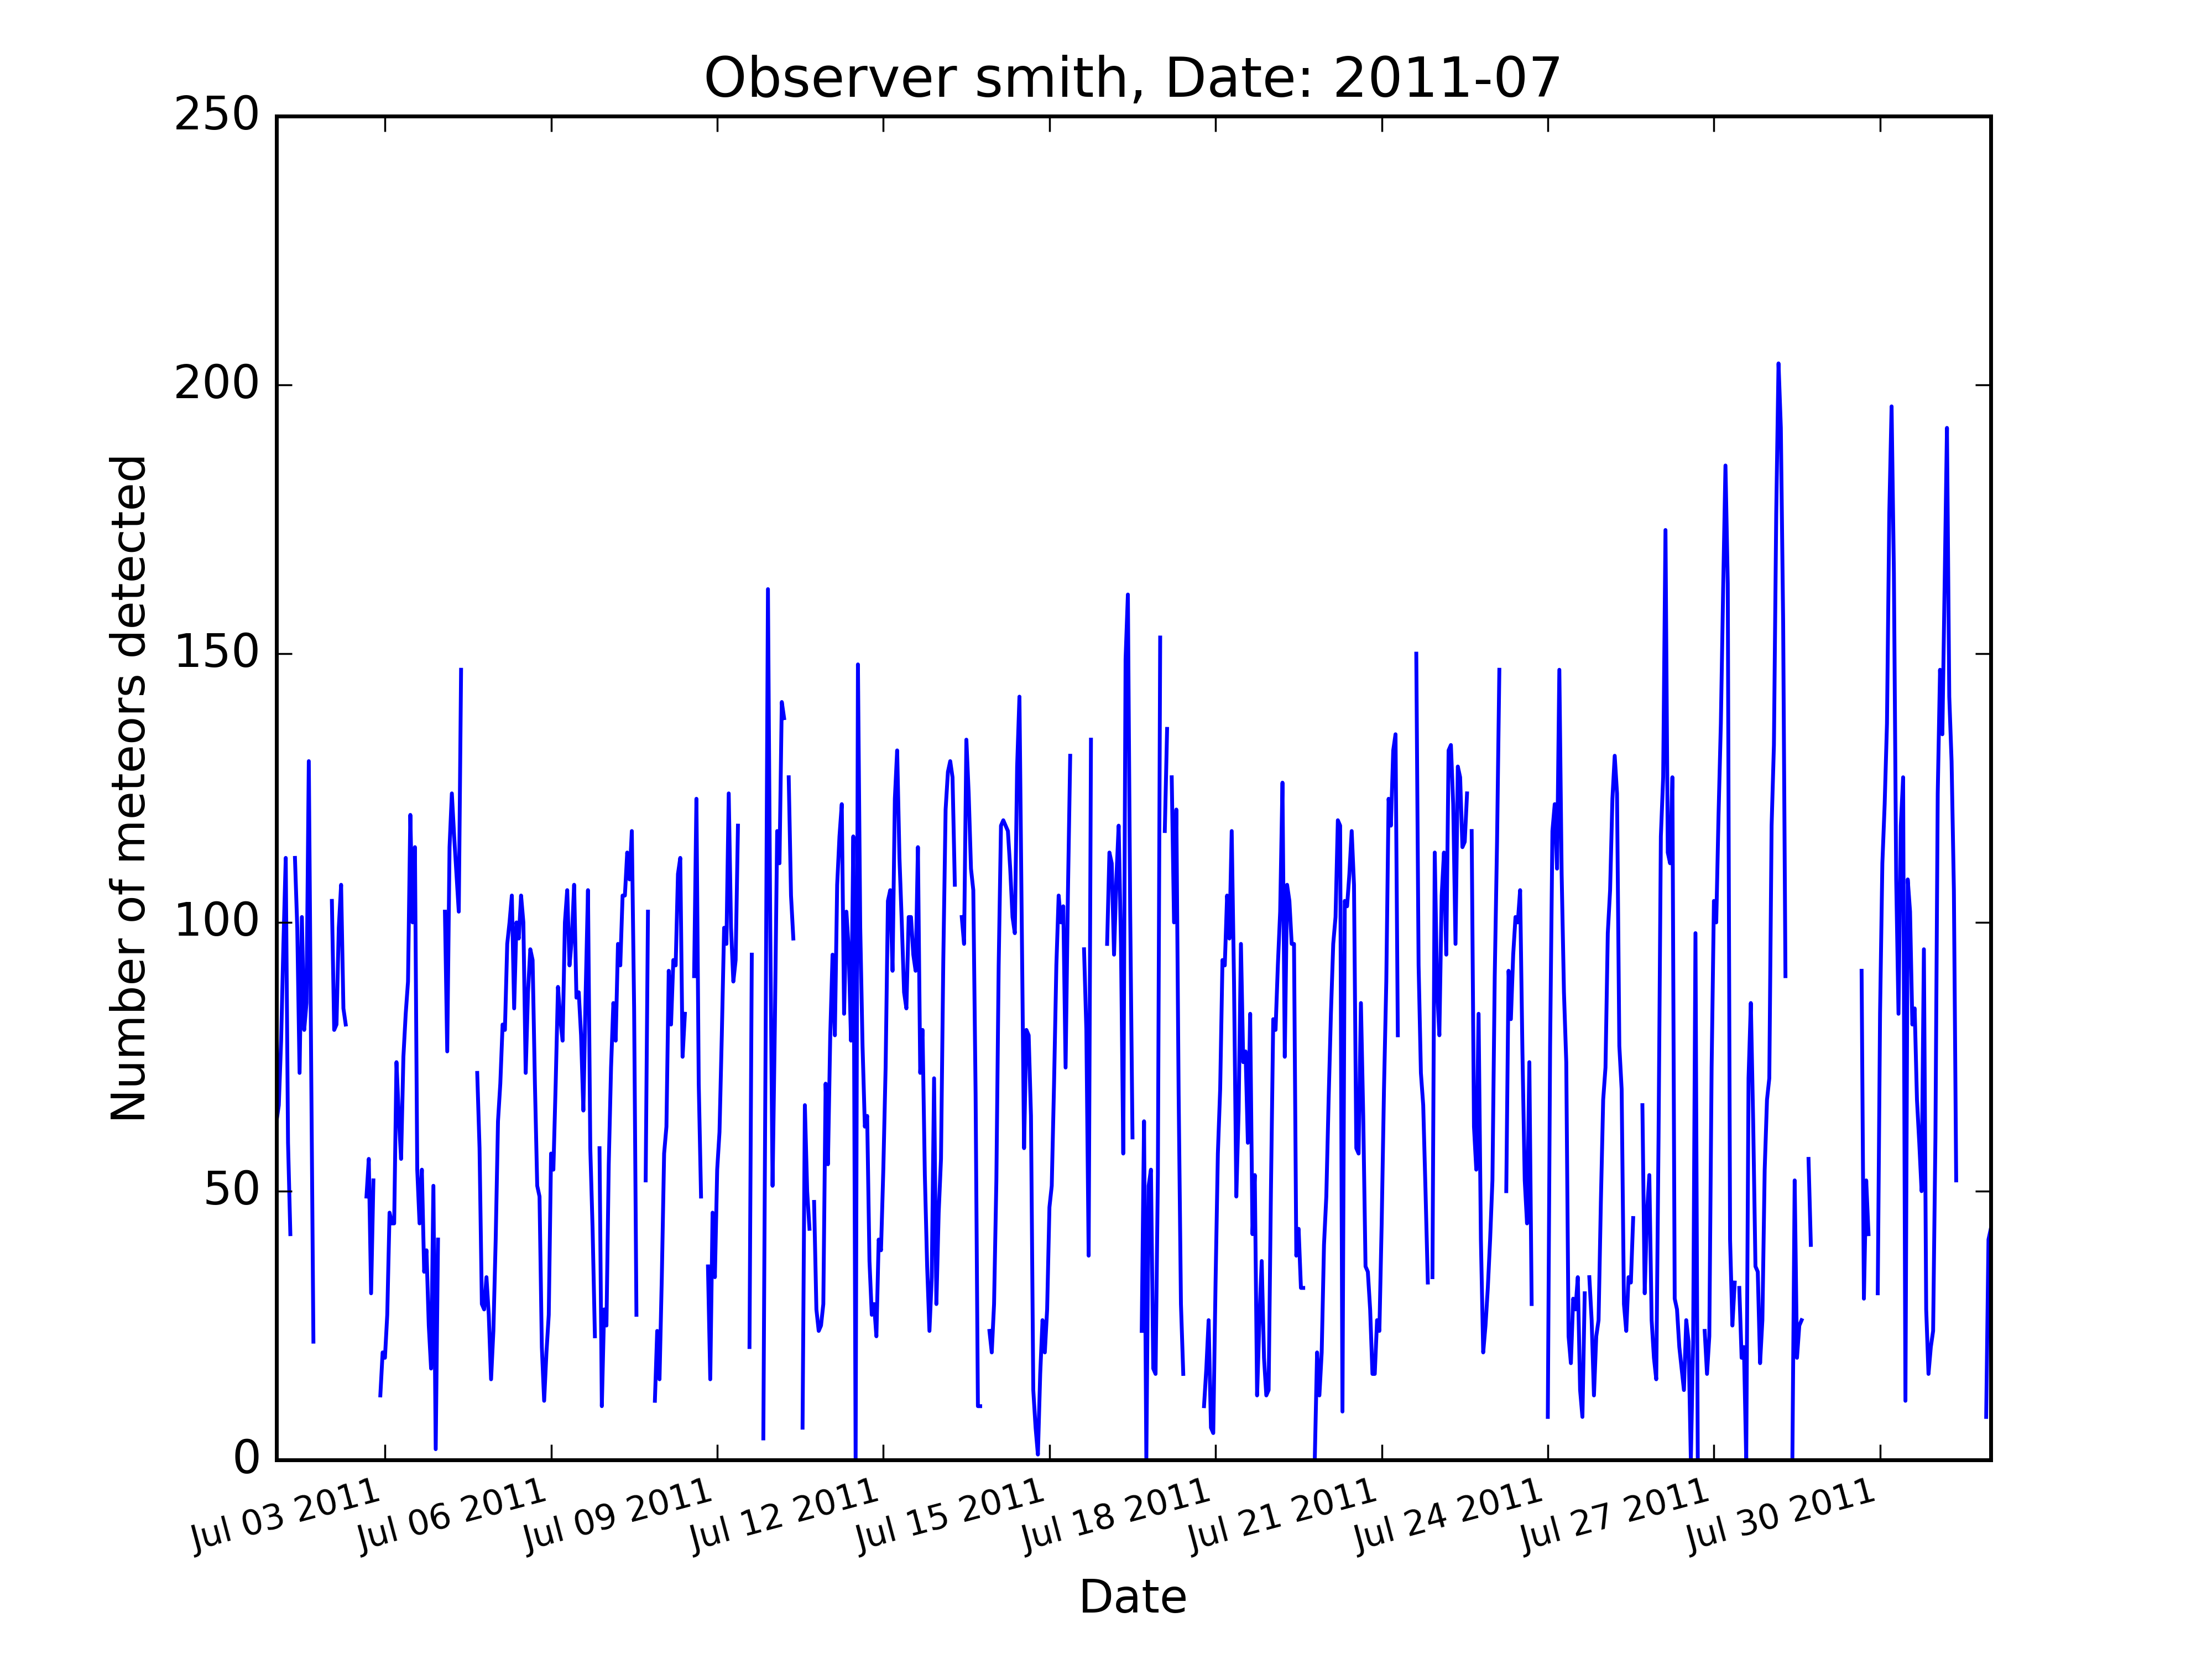 Observer smith, Date: 2011-07
250
200
150
100
50
0
Number of meteors detected
Jul 03 2011
Jul 06 2011
Jul 09 2011
Jul 12 2011
Jul 15 2011
Jul 18 2011
Jul 21 2011
Jul 24 2011
Jul 27 2011
Jul 30 2011
Date